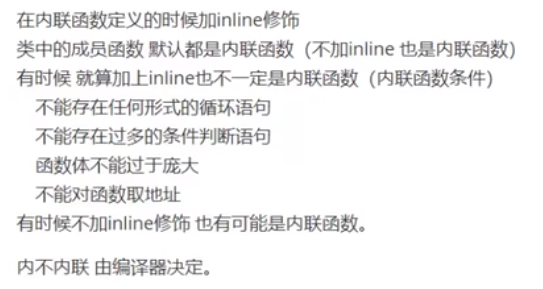 在内联函数定义的时候加inline修饰
类中的成员函数 默认都是内联函数（不加inline 也是内联函数）
有时候 就算加上inline也不一定是内联函数（内联函数条件）
不能存在任何形式的循环语句
不能存在过多的条件判断语句
函数体不能过于庞大
不能对函数取地址
有时候不加inline修饰 也有可能是内联函数。
内不内联 由编译器决定。